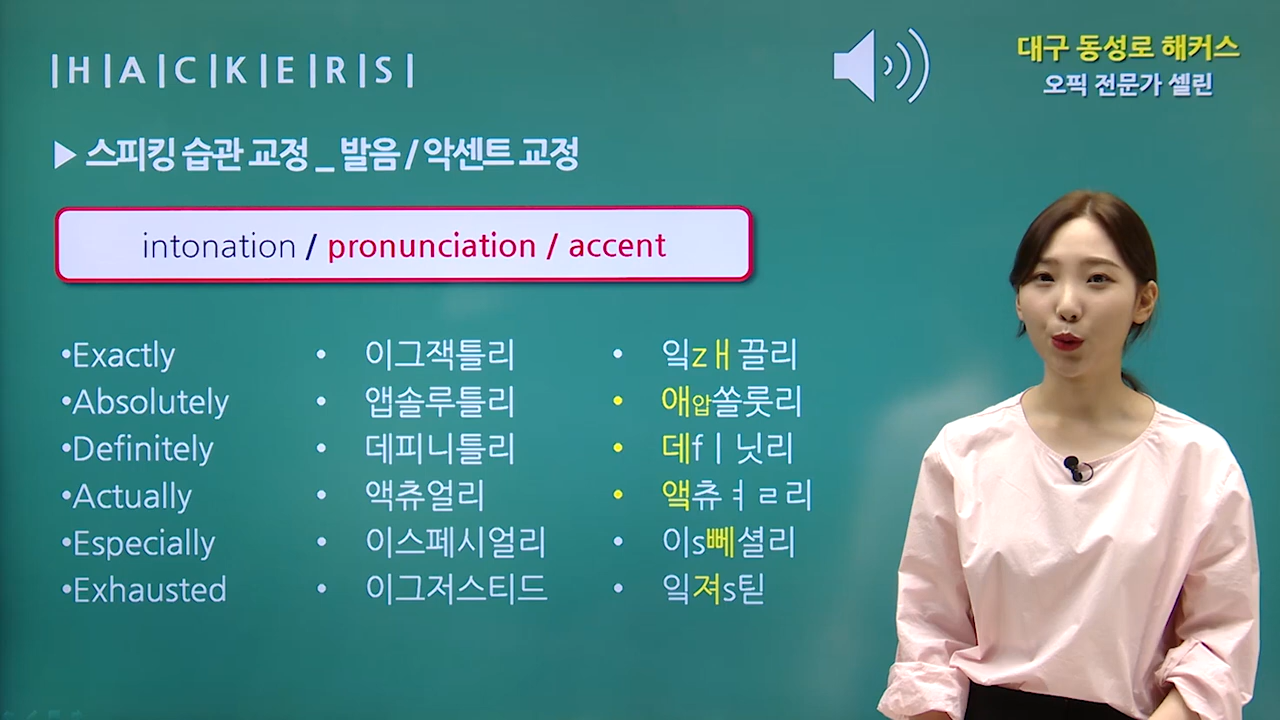 |H|A|C|K|E|R|S|
대구 동성로 해커스
오픽 전문가 셀린
▶ 스피킹 습관 교정 _ 발음 / 악센트 교정
intonation / pronunciation / accent
•Exactly • 이그잭틀리 • 잌zㅐ끌리
•Absolutely • 앱솔루틀리 • 애압쏠룻리
•Definitely • 데피니틀리 • 데fㅣ닛리
•Actually • 액츄얼리 • 앸츄ㅕㄹ리
•Especially • 이스페시얼리 • 이s뻬셜리
•Exhausted • 이그저스티드 • 잌져s틷